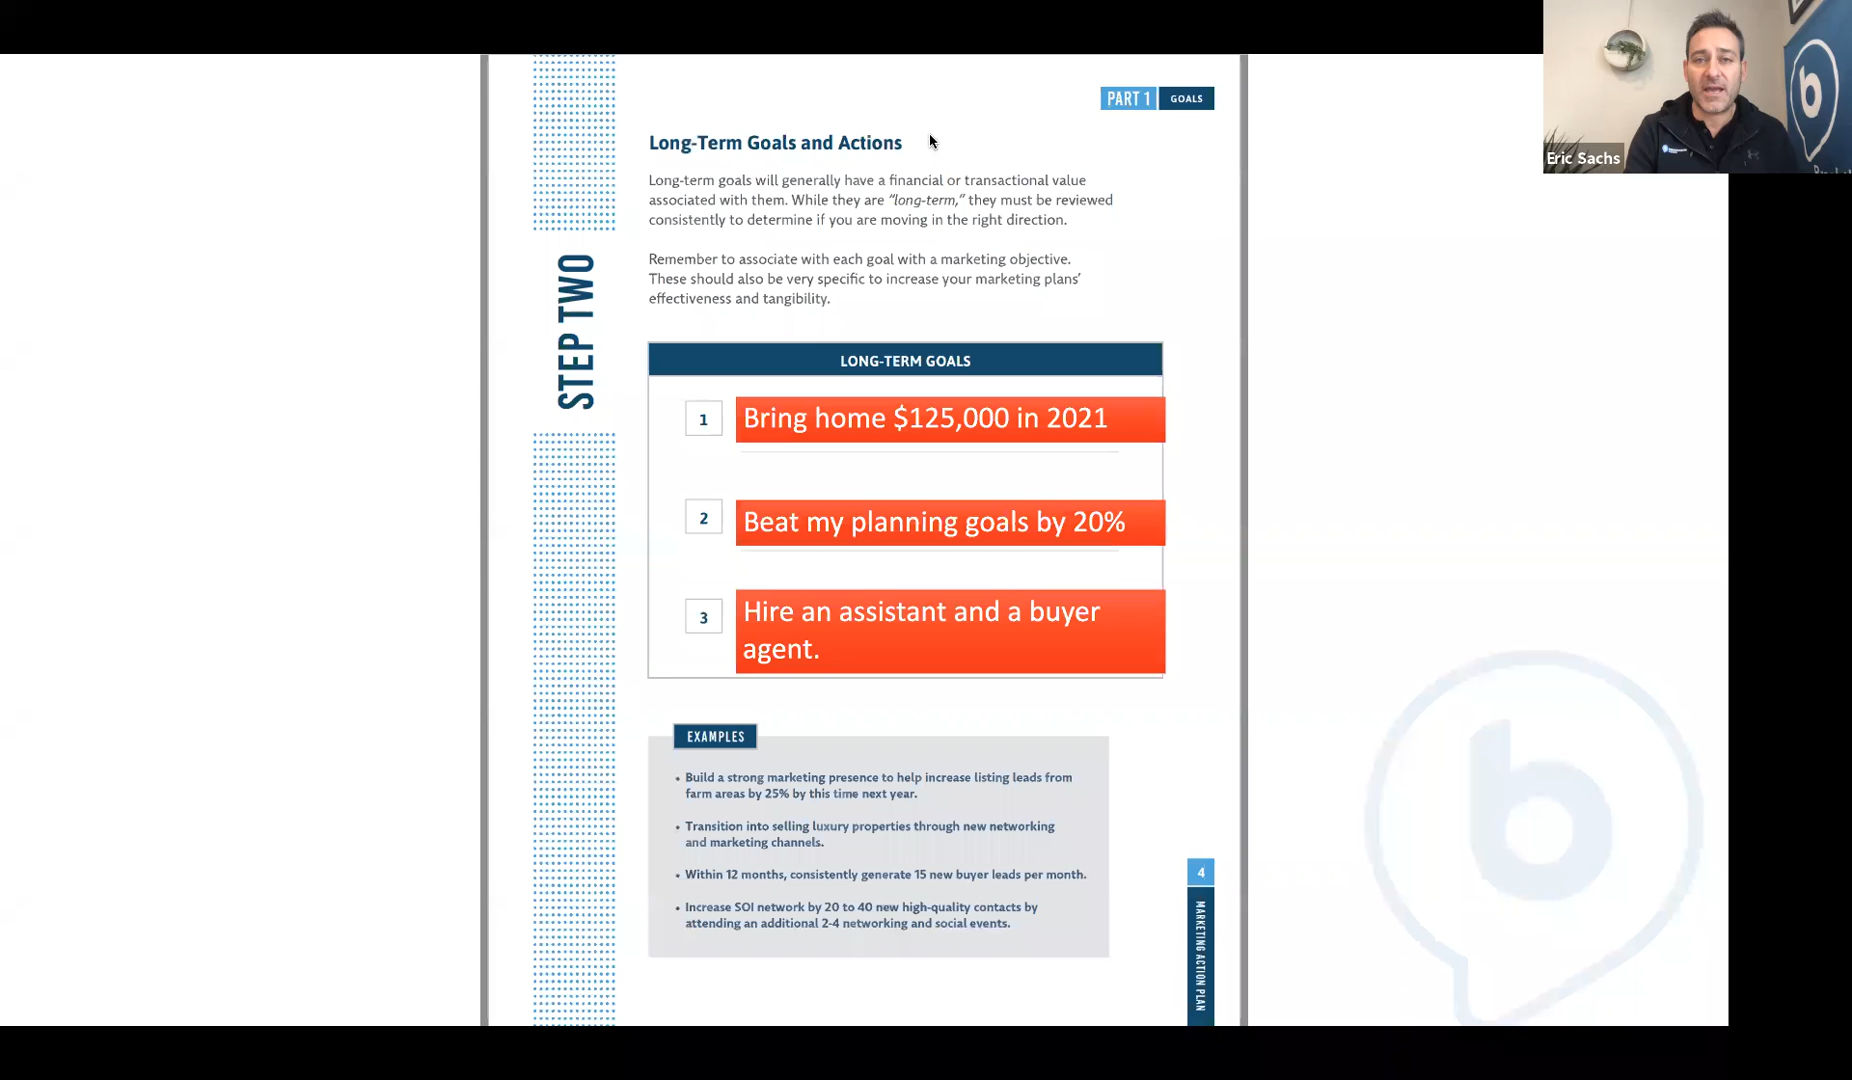 PART 1 GOALS
Long-Term Goals and Actions
Long-term goals will generally have a financial or transactional value
associated with them. While they are “long-term,” they must be reviewed
consistently to determine if you are moving in the right direction.
Remember to associate with each goal with a marketing objective.
These should also be very specific to increase your marketing plans’
effectiveness and tangibility.
STEP TWO
LONG-TERM GOALS
1 Bring home $125,000 in 2021
2 Beat my planning goals by 20%
3 Hire an assistant and a buyer
agent.
EXAMPLES
• Build a strong marketing presence to help increase listing leads from
farm areas by 25% by this time next year.
• Transition into selling luxury properties through new networking
and marketing channels.
• Within 12 months, consistently generate 15 new buyer leads per month.
• Increase SOI network by 20 to 40 new high-quality contacts by
attending an additional 2-4 networking and social events.
4
MARKETING ACTION PLAN
b
Eric Sachs
b